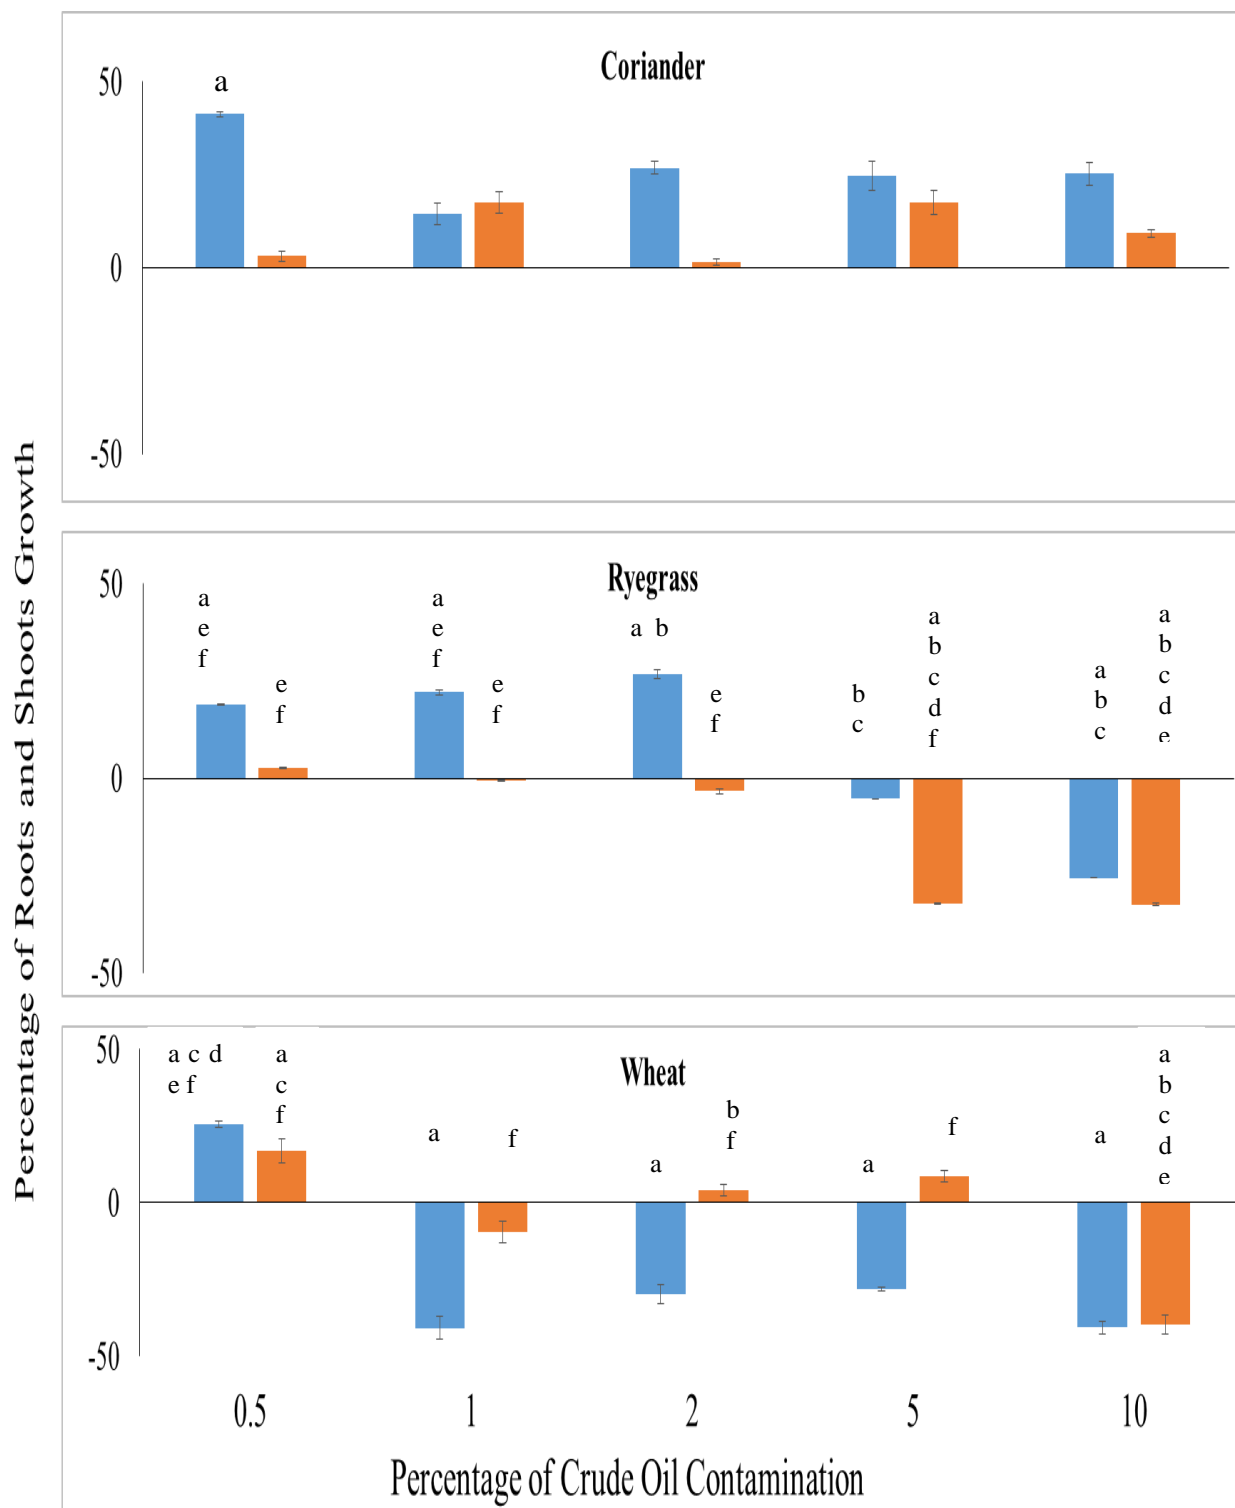 Percentage of Roots and Shoots Growth
Coriander
50
0
-50
a
Ryegrass
50
0
-50
a
e
f
e
f
a
e
f
e
f
a b
e
f
b
c
a
b
c
d
f
a
b
c
a
b
c
d
e
Wheat
50
0
-50
a c d
e f
a
c
f
a
f
a
b
f
a
f
a
a
b
c
d
e
0.5 1 2 5 10
Percentage of Crude Oil Contamination